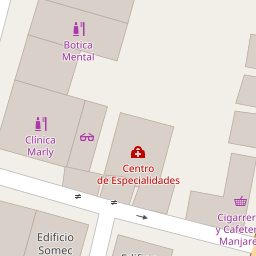 Botica
Mental
Clínica
Marly
Centro
de Especialidades
Cigarrer
y Cafeter
Manjare
Edificio
Somec